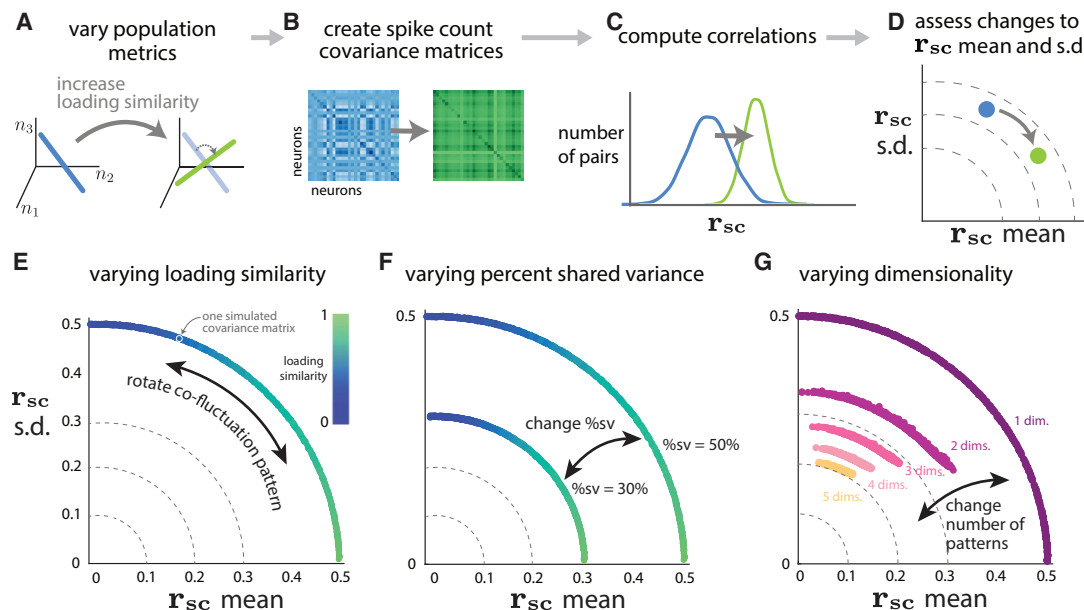 A
vary population
metrics
increase
loading similarity
n3
n2
n1
B
create spike count
covariance matrices
neurons
neurons
C
compute correlations
number
of pairs
rsc
D
assess changes to
rsc mean and s.d
rsc
s.d.
rsc mean
E
varying loading similarity
one simulated
covariance matrix
1
loading
similarity
0
rotate co-fluctuation
pattern
0.5
0.4
0.3
0.2
0.1
0
rsc
s.d.
0
0.1
0.2
0.3
0.4
0.5
rsc mean
F
varying percent shared variance
0.5
change %sv
%sv = 50%
%sv = 30%
0
0
0.1
0.2
0.3
0.4
0.5
rsc mean
G
varying dimensionality
0.5
1 dim.
2 dims.
3 dims.
4 dims.
5 dims.
change
number of
patterns
0
0
0.1
0.2
0.3
0.4
0.5
rsc mean